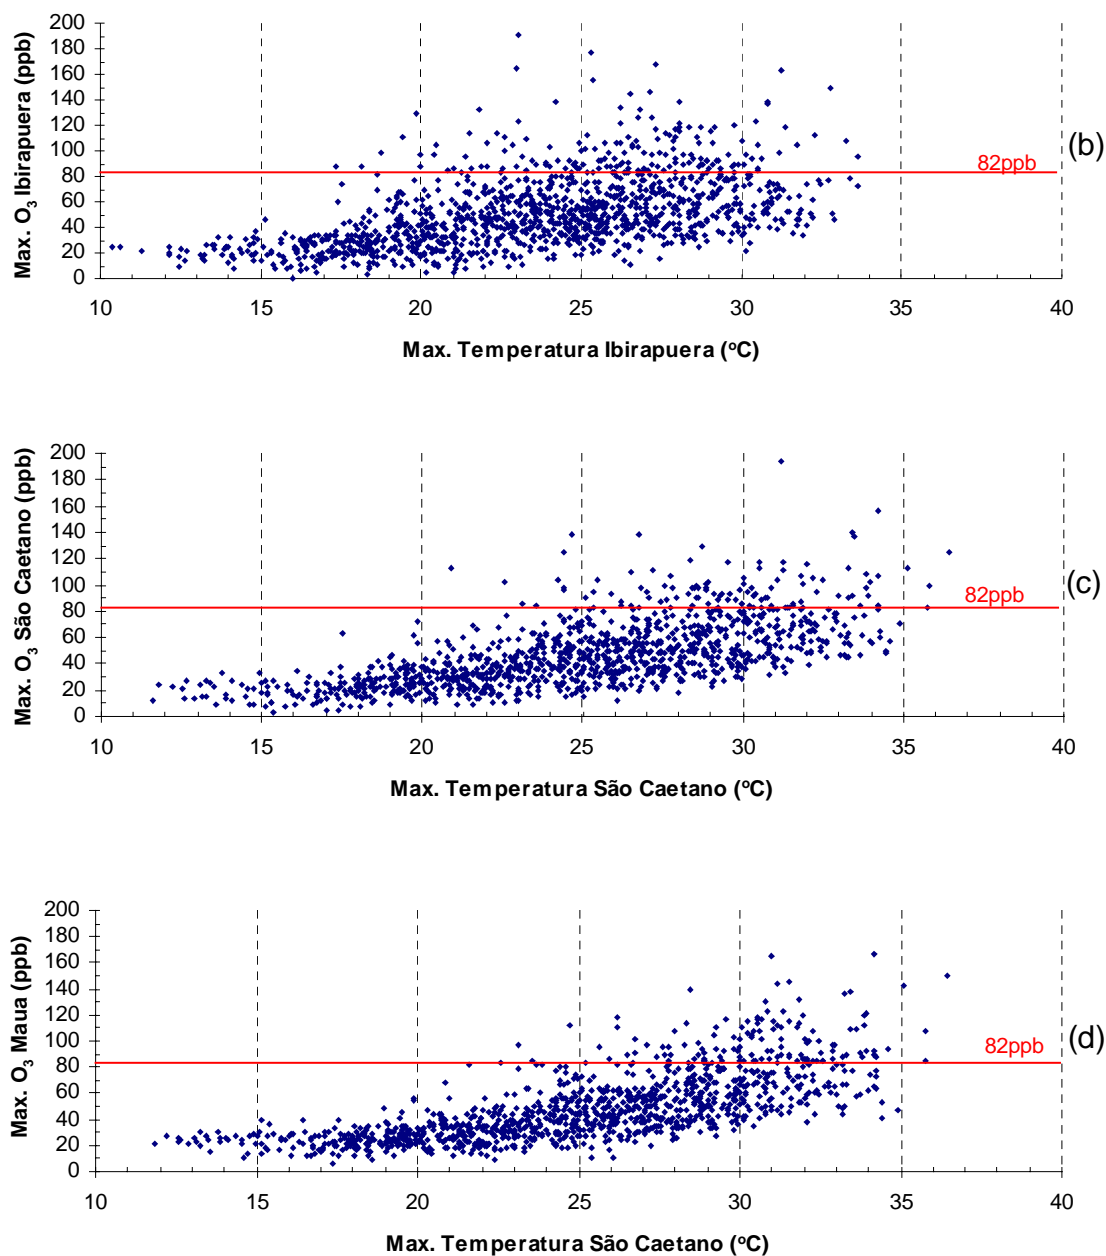 200
180
160
140
120
100
80
60
40
20
0
Max. O3 Ibirapuera (ppb)
82ppb
(b)
10 15 20 25 30 35 40
Max. Temperatura Ibirapuera (ºC)
200
180
160
140
120
100
80
60
40
20
0
Max. O3 São Caetano (ppb)
82ppb
(c)
10 15 20 25 30 35 40
Max. Temperatura São Caetano (ºC)
200
180
160
140
120
100
80
60
40
20
0
Max. O3 Maua (ppb)
82ppb
(d)
10 15 20 25 30 35 40
Max. Temperatura São Caetano (ºC)